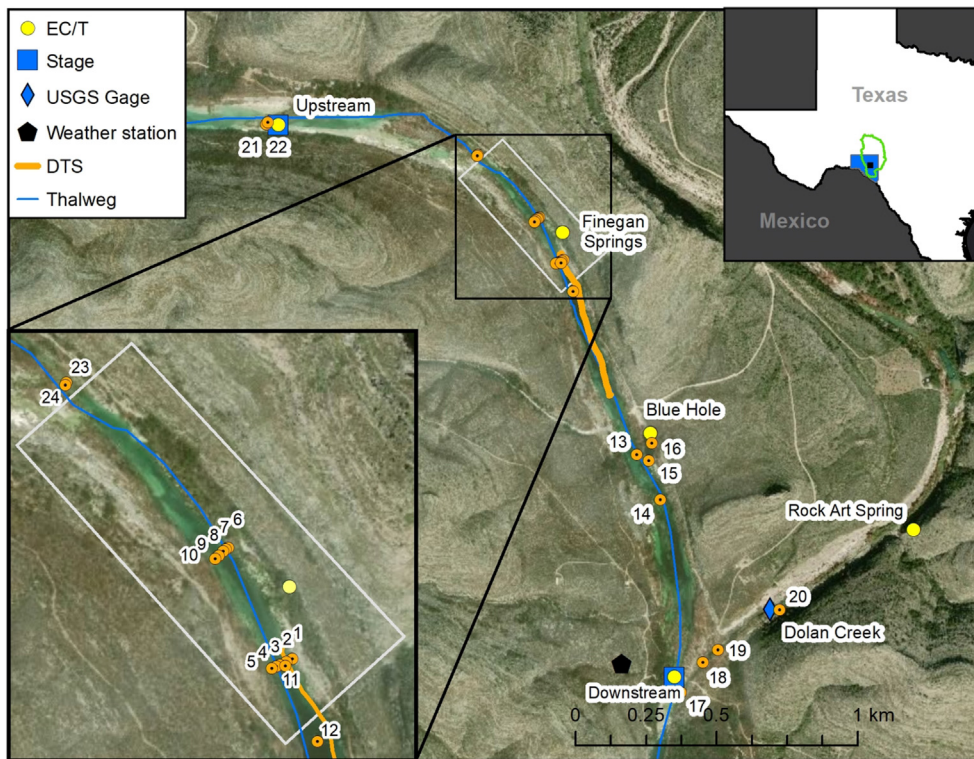 EC/T
Stage
USGS Gage
Weather station
DTS
Thalweg
Upstream
21 22
Texas
Mexico
Finegan
Springs
23
24
6
7
8
9
10
1
2
3
4
5
11
12
Blue Hole
13
16
15
14
Rock Art Spring
20
Dolan Creek
19
18
Downstream
17
0 0.25 0.5 1 km